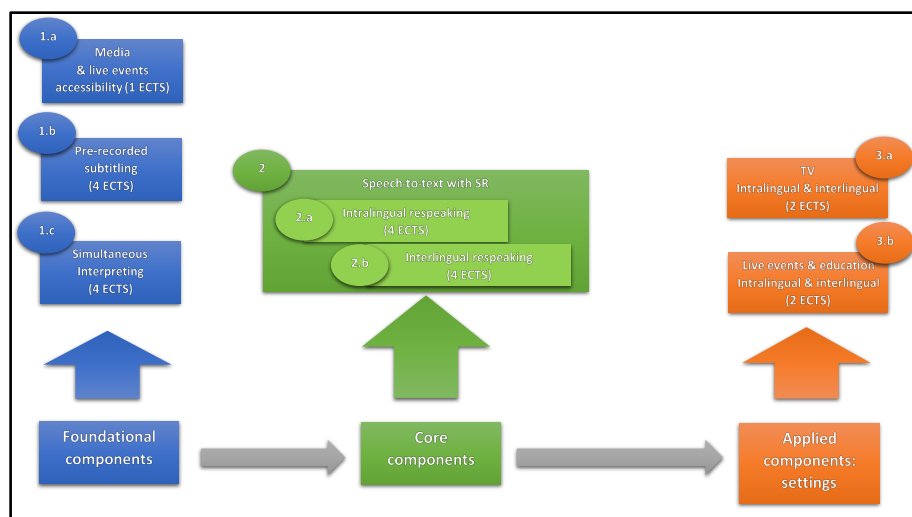 1.a
Media
& live events
accessibility (1 ECTS)
1.b
Pre-recorded
subtitling
(4 ECTS)
1.c
Simultaneous
Interpreting
(4 ECTS)
Foundational
components
2
Speech-to-text with SR
2.a
Intralingual respeaking
(4 ECTS)
2.b
Interlingual respeaking
(4 ECTS)
Core
components
3.a
TV
Intralingual & interlingual
(2 ECTS)
3.b
Live events & education
Intralingual & interlingual
(2 ECTS)
Applied
components:
settings